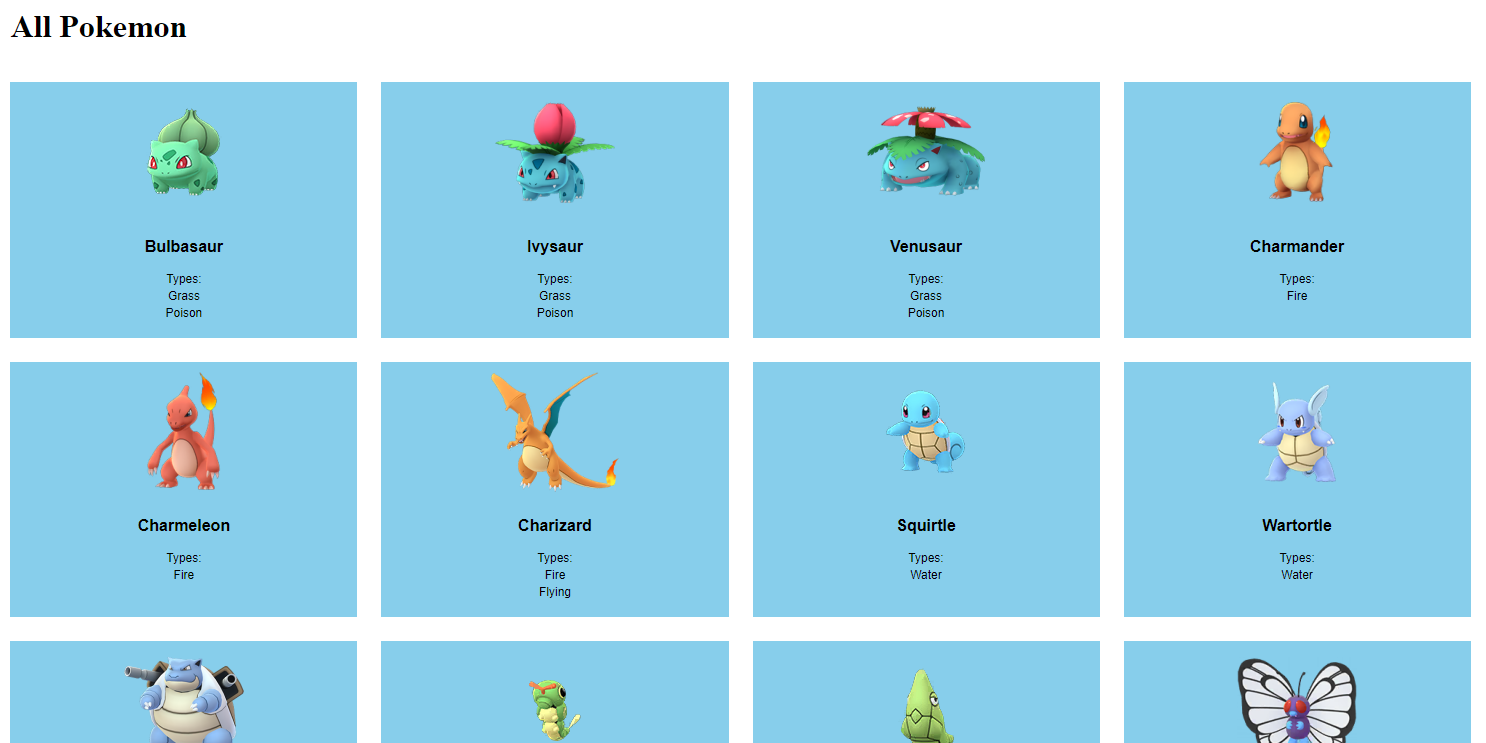 All Pokemon
Bulbasaur
Types:
Grass
Poison
Ivysaur
Types:
Grass
Poison
Venusaur
Types:
Grass
Poison
Charmander
Types:
Fire
Charmeleon
Types:
Fire
Charizard
Types:
Fire
Flying
Squirtle
Types:
Water
Wartortle
Types:
Water